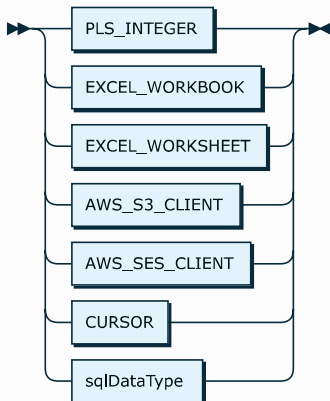 PLS_INTEGER
EXCEL_WORKBOOK
EXCEL_WORKSHEET
AWS_S3_CLIENT
AWS_SES_CLIENT
CURSOR
sqlDataType